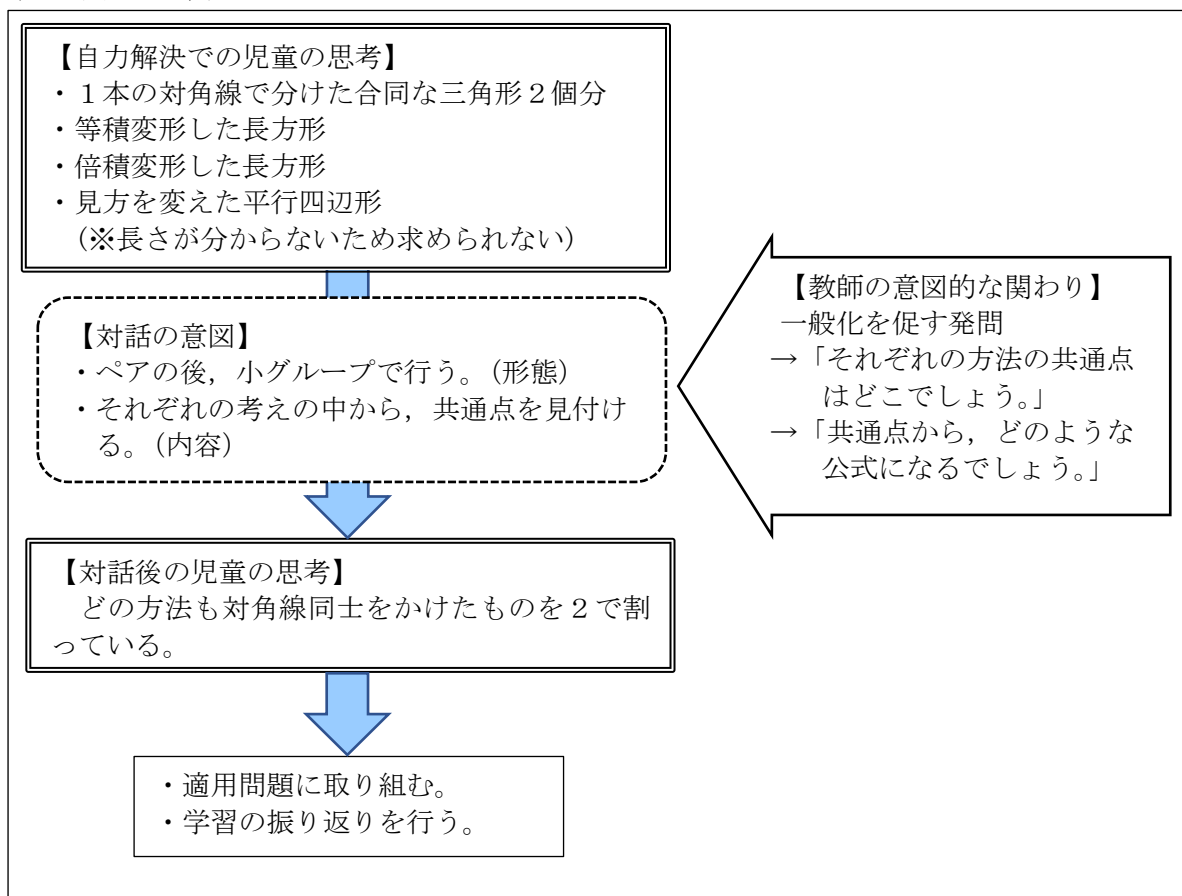 【自力解決での児童の思考】
・１本の対角線で分けた合同な三角形２個分
・等積変形した長方形
・倍積変形した長方形
・見方を変えた平行四辺形
（※長さが分からないため求められない）
【対話の意図】
・ペアの後，小グループで行う。（形態）
・それぞれの考えの中から，共通点を見付け
る。（内容）
【教師の意図的な関わり】
一般化を促す発問
→「それぞれの方法の共通点
はどこでしょう。」
→「共通点から，どのような
公式になるでしょう。」
【対話後の児童の思考】
どの方法も対角線同士をかけたものを２で割
っている。
・適用問題に取り組む。
・学習の振り返りを行う。